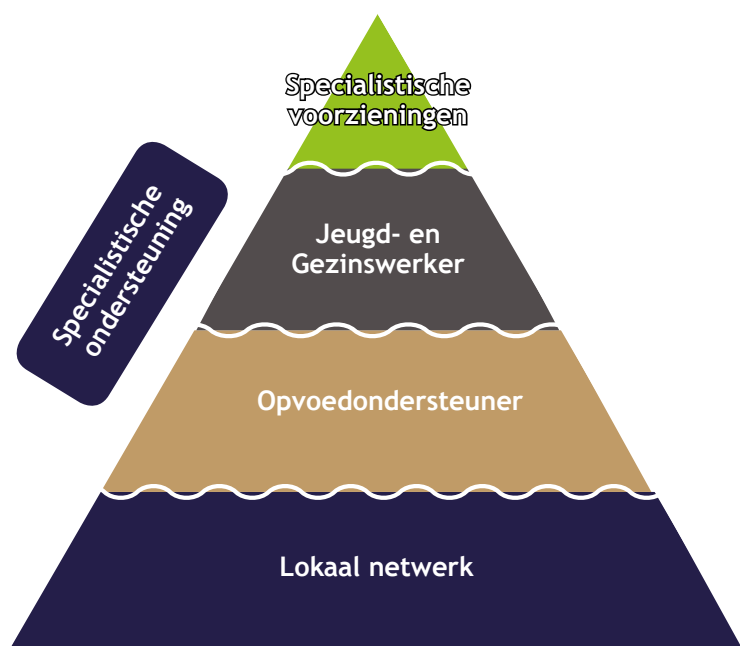 Specialistische
voorzieningen
Specialistische
ondersteuning
Jeugd- en
Gezinswerker
Opvoedondersteuner
Lokaal netwerk